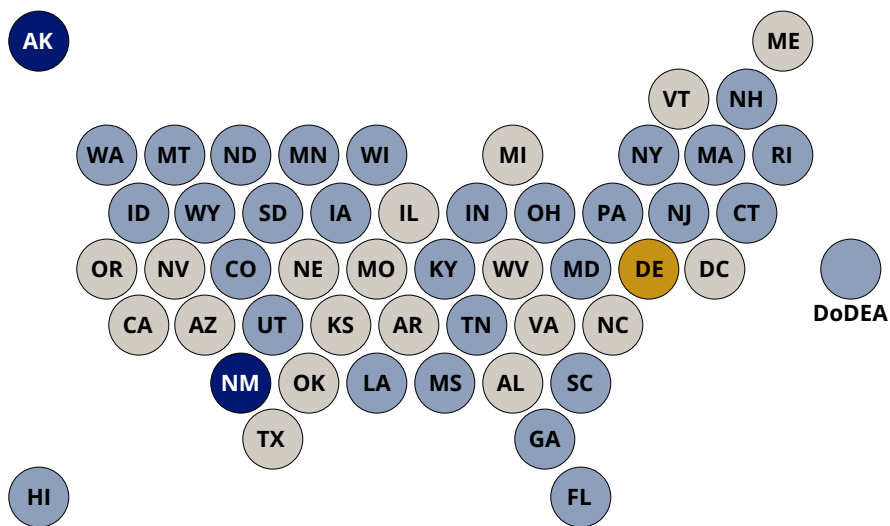 AK ME
VT NH
WA MT ND MN WI MI NY MA RI
ID WY SD IA IL IN OH PA NJ CT
OR NV CO NE MO KY WV MD DE DC
CA AZ UT KS AR TN VA NC DoDEA
NM OK LA MS AL SC
TX GA
HI FL